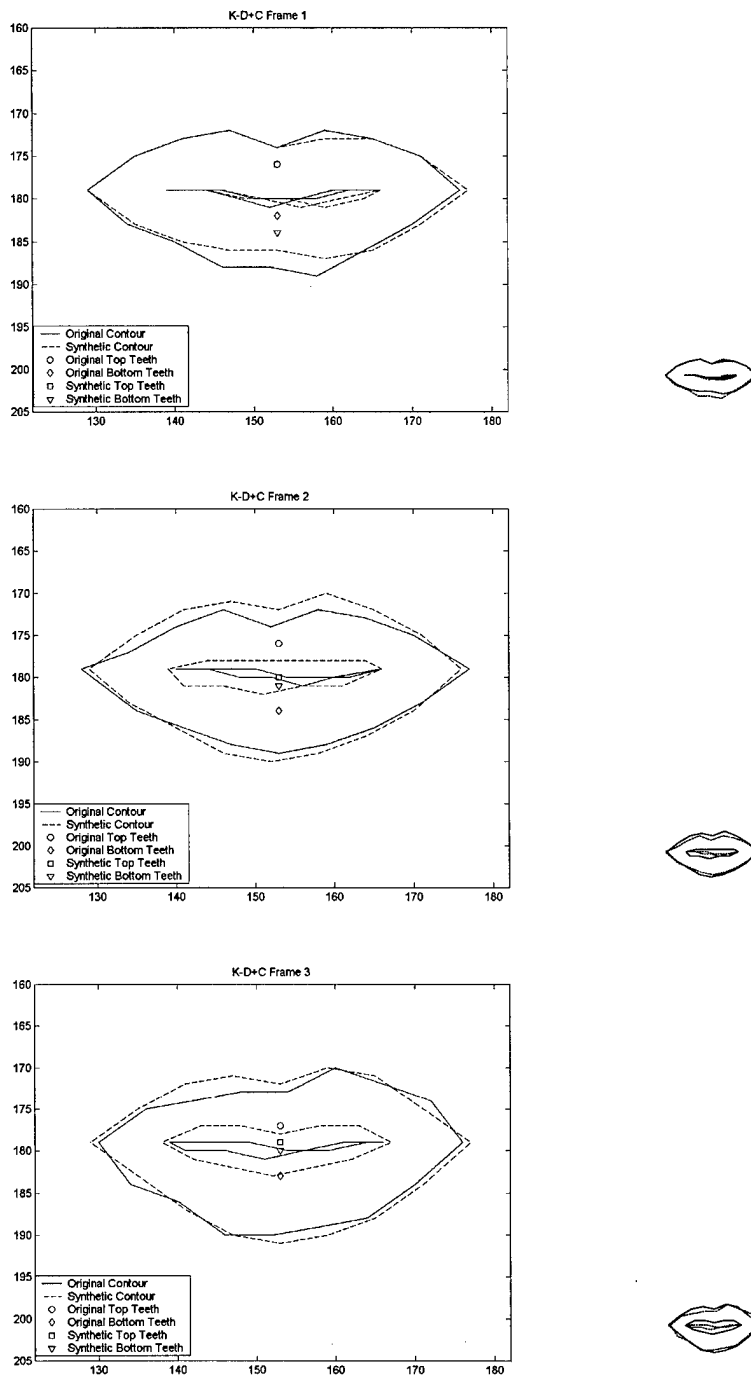 K-D+C Frame 1
160
165
170
175
180
185
190
195
200
205
Original Contour
Synthetic Contour
Original Top Teeth
Original Bottom Teeth
Synthetic Top Teeth
Synthetic Bottom Teeth
130 140 150 160 170 180
K-D+C Frame 2
160
165
170
175
180
185
190
195
200
205
Original Contour
Synthetic Contour
Original Top Teeth
Original Bottom Teeth
Synthetic Top Teeth
Synthetic Bottom Teeth
130 140 150 160 170 180
K-D+C Frame 3
160
165
170
175
180
185
190
195
200
205
Original Contour
Synthetic Contour
Original Top Teeth
Original Bottom Teeth
Synthetic Top Teeth
Synthetic Bottom Teeth
130 140 150 160 170 180